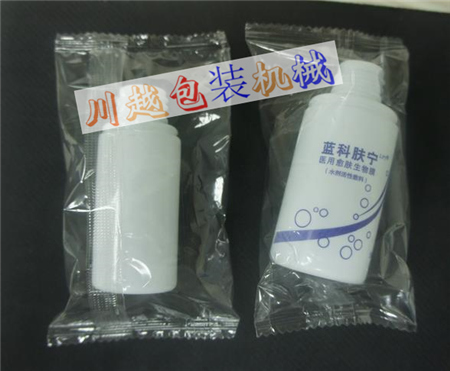 川越包装机械
蓝科肤宁
医用愈肤生物膜
(水剂活性敷料)